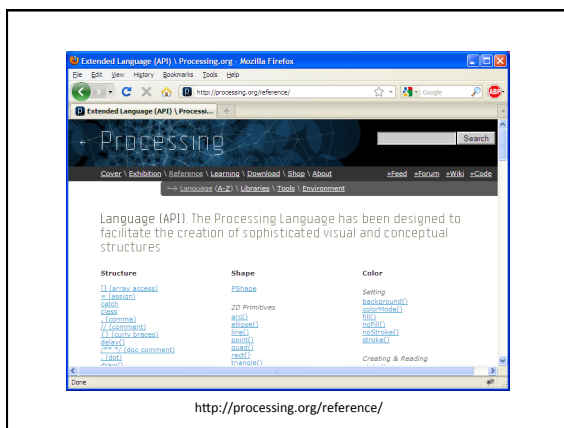 Extended Language (API) \ Processing.org - Mozilla Firefox
File Edit View History Bookmarks Tools Help
http://processing.org/reference/
Google
ABP
Extended Language (API) \ Processi...
Processing
Search
Cover \ Exhibition \ Reference \ Learning \ Download \ Shop \ About
»Feed »Forum »Wiki »Code
Language (A-Z) \ Libraries \ Tools \ Environment
Language (API). The Processing Language has been designed to
facilitate the creation of sophisticated visual and conceptual
structures.
Structure
[] (array access)
= (assign)
catch
class
, (comma)
// (comment)
{} (curly braces)
delay()
/** */ (doc comment)
. (dot)
draw()
Shape
PShape
2D Primitives
arc()
ellipse()
line()
point()
quad()
rect()
triangle()
Color
Setting
background()
colorMode()
fill()
noFill()
noStroke()
stroke()
Creating & Reading
Done
http://processing.org/reference/